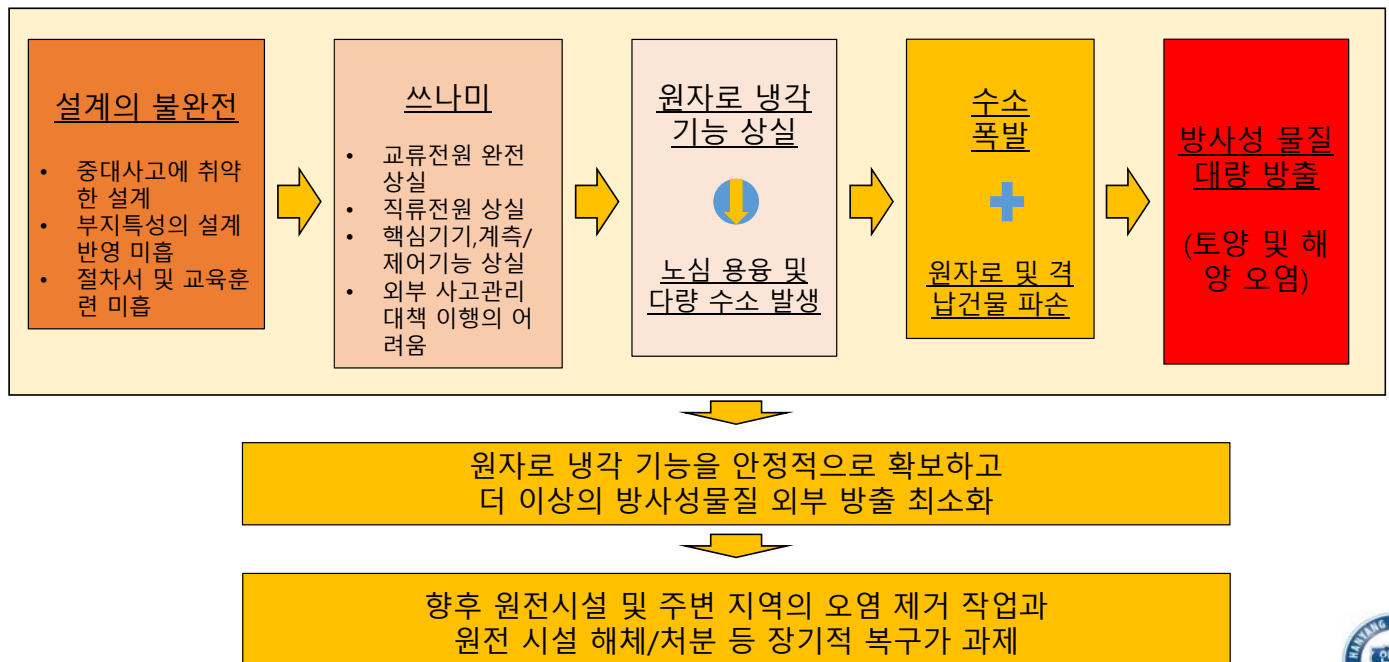 설계의 불완전
• 중대사고에 취약
한 설계
• 부지특성의 설계
반영 미흡
• 절차서 및 교육훈
련 미흡
쓰나미
• 교류전원 완전
상실
• 직류전원 상실
• 핵심기기,계측/
제어기능 상실
• 외부 사고관리
대책 이행의 어
려움
원자로 냉각
기능 상실
노심 용융 및
다량 수소 발생
수소
폭발
원자로 및 격
납건물 파손
방사성 물질
대량 방출
(토양 및 해
양 오염)
원자로 냉각 기능을 안정적으로 확보하고
더 이상의 방사성물질 외부 방출 최소화
향후 원전시설 및 주변 지역의 오염 제거 작업과
원전 시설 해체/처분 등 장기적 복구가 과제